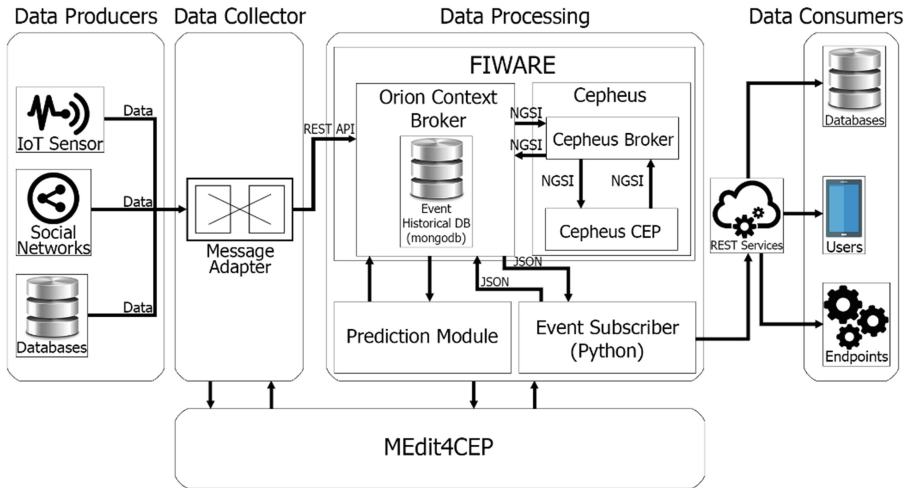 Data Producers
Data Collector
Data Processing
Data Consumers
IoT Sensor
Data
Social
Networks
Data
Databases
Data
Message
Adapter
REST API
FIWARE
Orion Context
Broker
Event
Historical DB
(mongodb)
NGSI
NGSI
Cepheus
Cepheus Broker
NGSI
NGSI
Cepheus CEP
JSON
JSON
Prediction Module
Event Subscriber
(Python)
REST Services
Databases
Users
Endpoints
MEdit4CEP